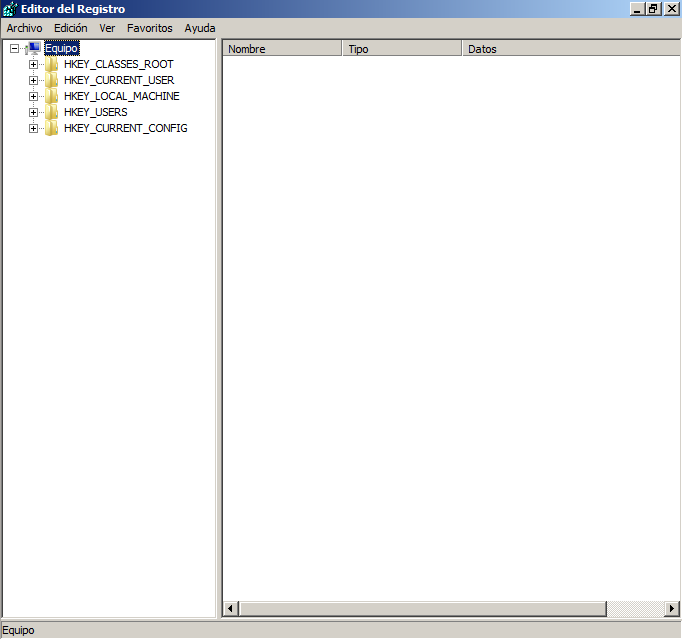 Editor del Registro
Archivo Edición Ver Favoritos Ayuda
Equipo
HKEY_CLASSES_ROOT
HKEY_CURRENT_USER
HKEY_LOCAL_MACHINE
HKEY_USERS
HKEY_CURRENT_CONFIG
Nombre Tipo Datos
Equipo